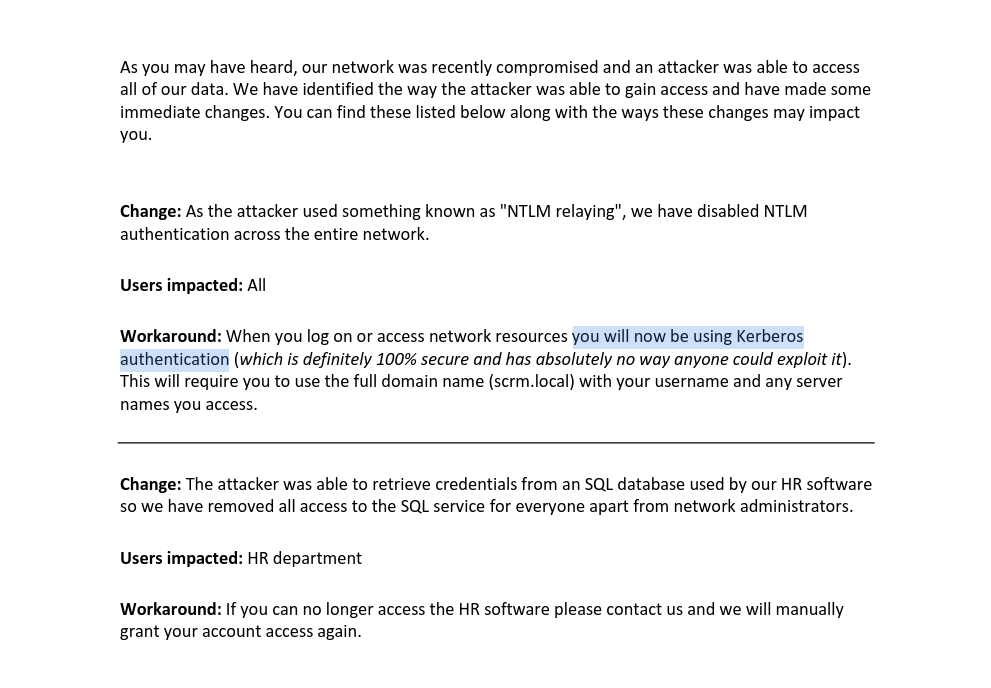 As you may have heard, our network was recently compromised and an attacker was able to access
all of our data. We have identified the way the attacker was able to gain access and have made some
immediate changes. You can find these listed below along with the ways these changes may impact
you.
Change: As the attacker used something known as "NTLM relaying", we have disabled NTLM
authentication across the entire network.
Users impacted: All
Workaround: When you log on or access network resources you will now be using Kerberos
authentication (which is definitely 100% secure and has absolutely no way anyone could exploit it).
This will require you to use the full domain name (scrm.local) with your username and any server
names you access.
Change: The attacker was able to retrieve credentials from an SQL database used by our HR software
so we have removed all access to the SQL service for everyone apart from network administrators.
Users impacted: HR department
Workaround: If you can no longer access the HR software please contact us and we will manually
grant your account access again.